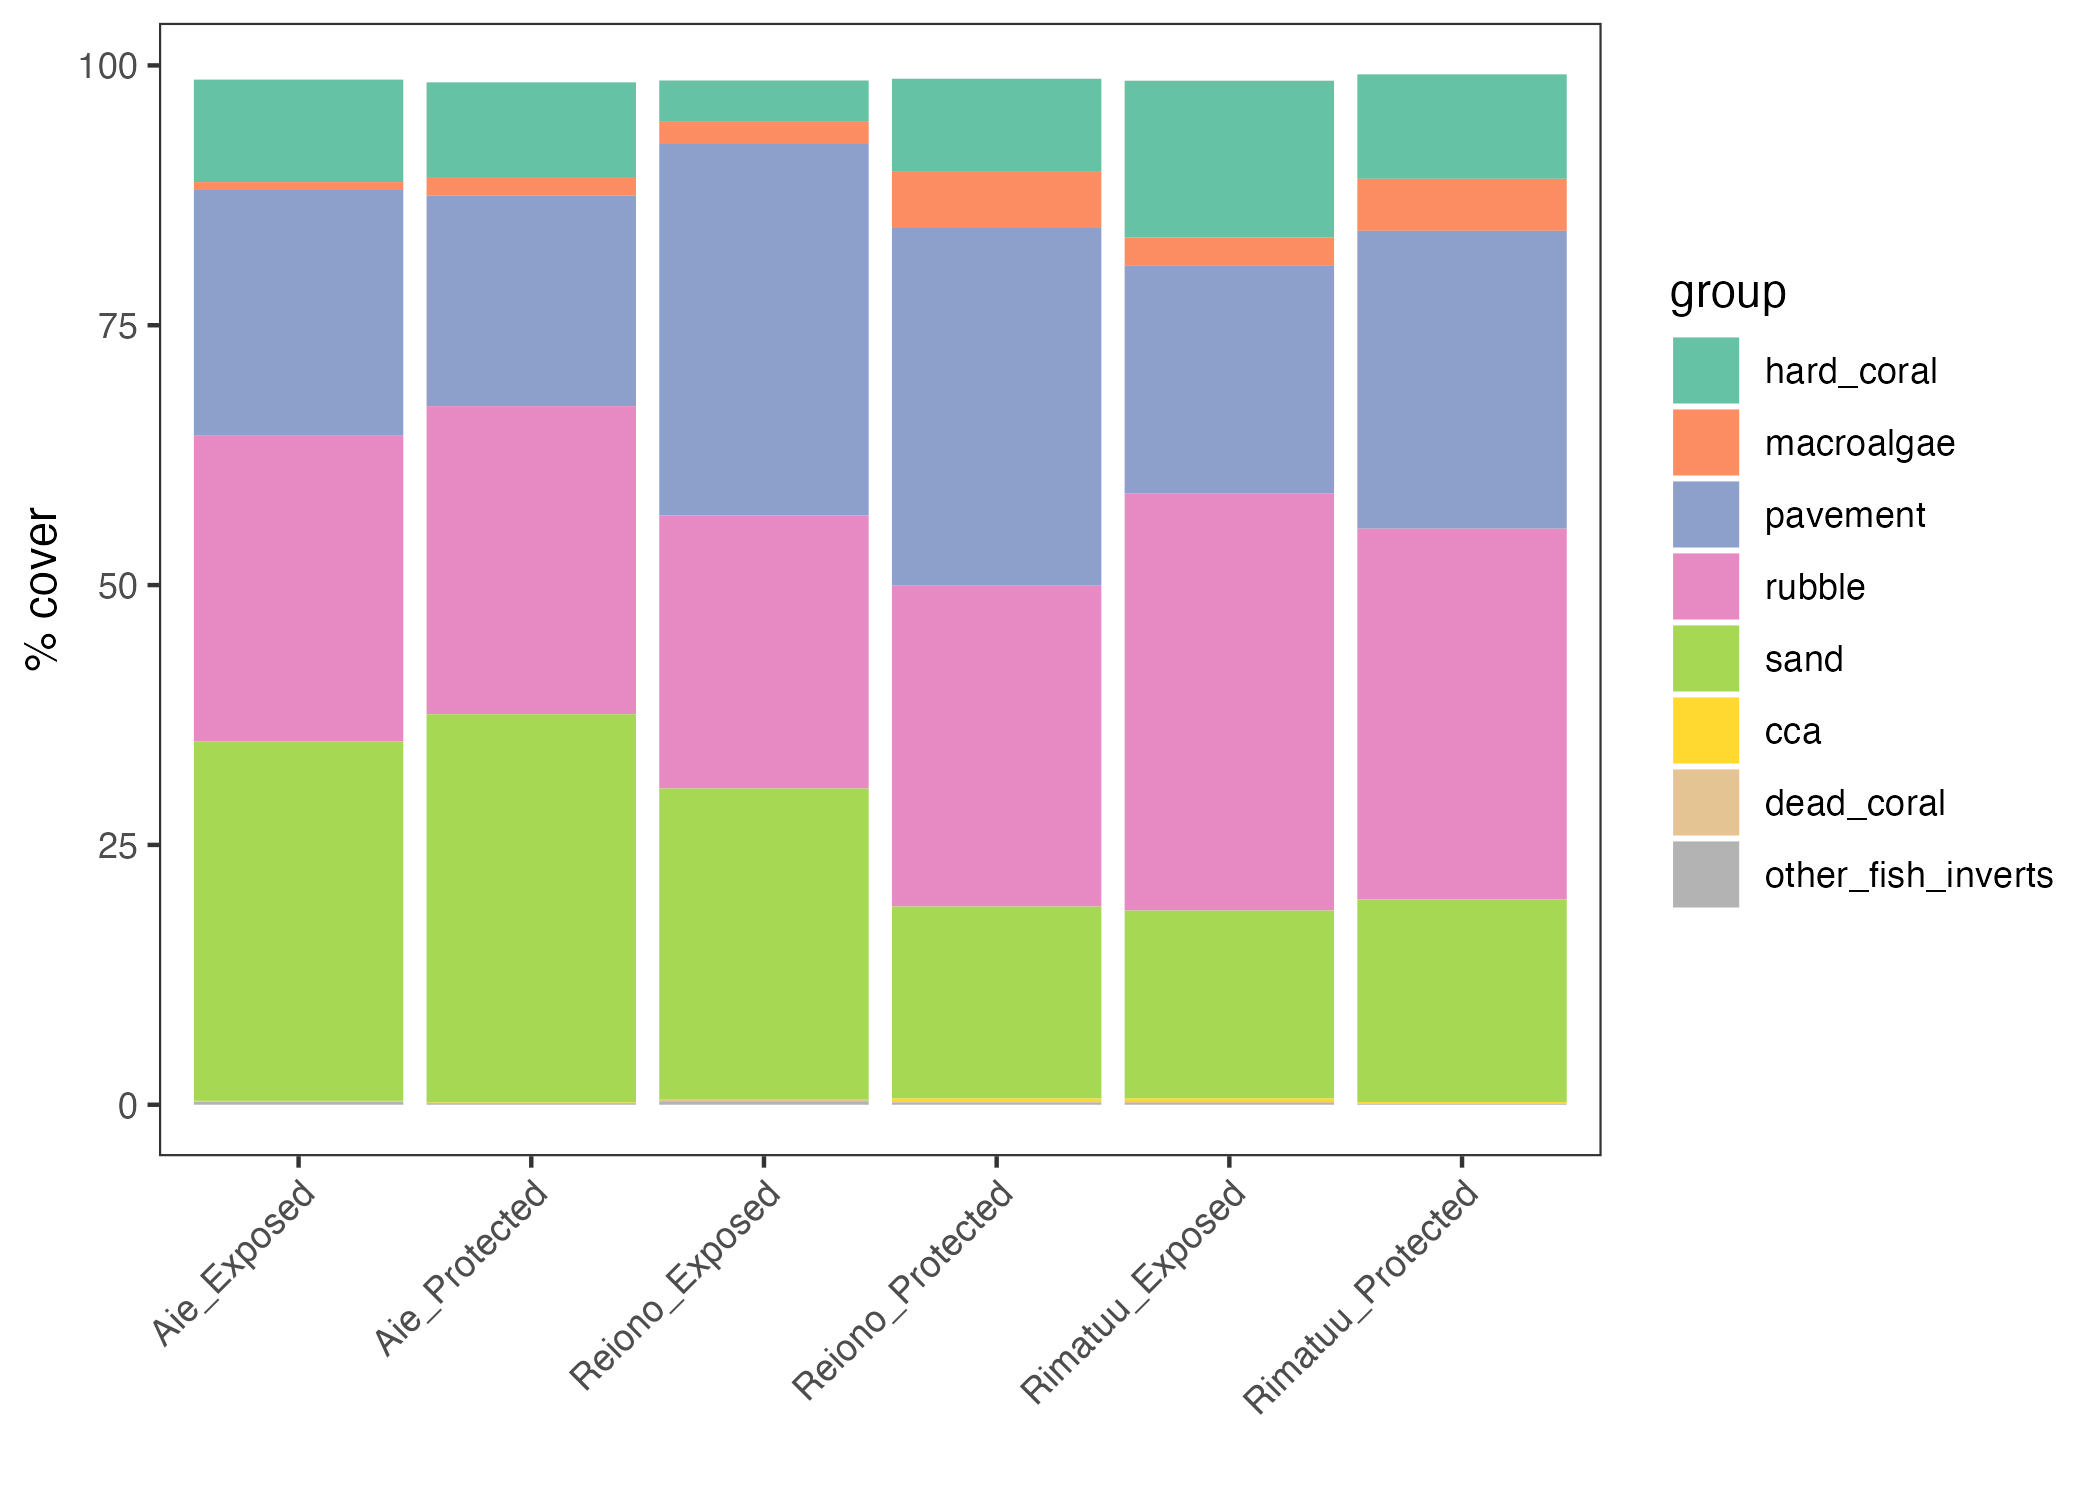 100
75
50
25
0
% cover
Aie_Exposed
Aie_Protected
Reiono_Exposed
Reiono_Protected
Rimatuu_Exposed
Rimatuu_Protected
group
hard_coral
macroalgae
pavement
rubble
sand
cca
dead_coral
other_fish_inverts